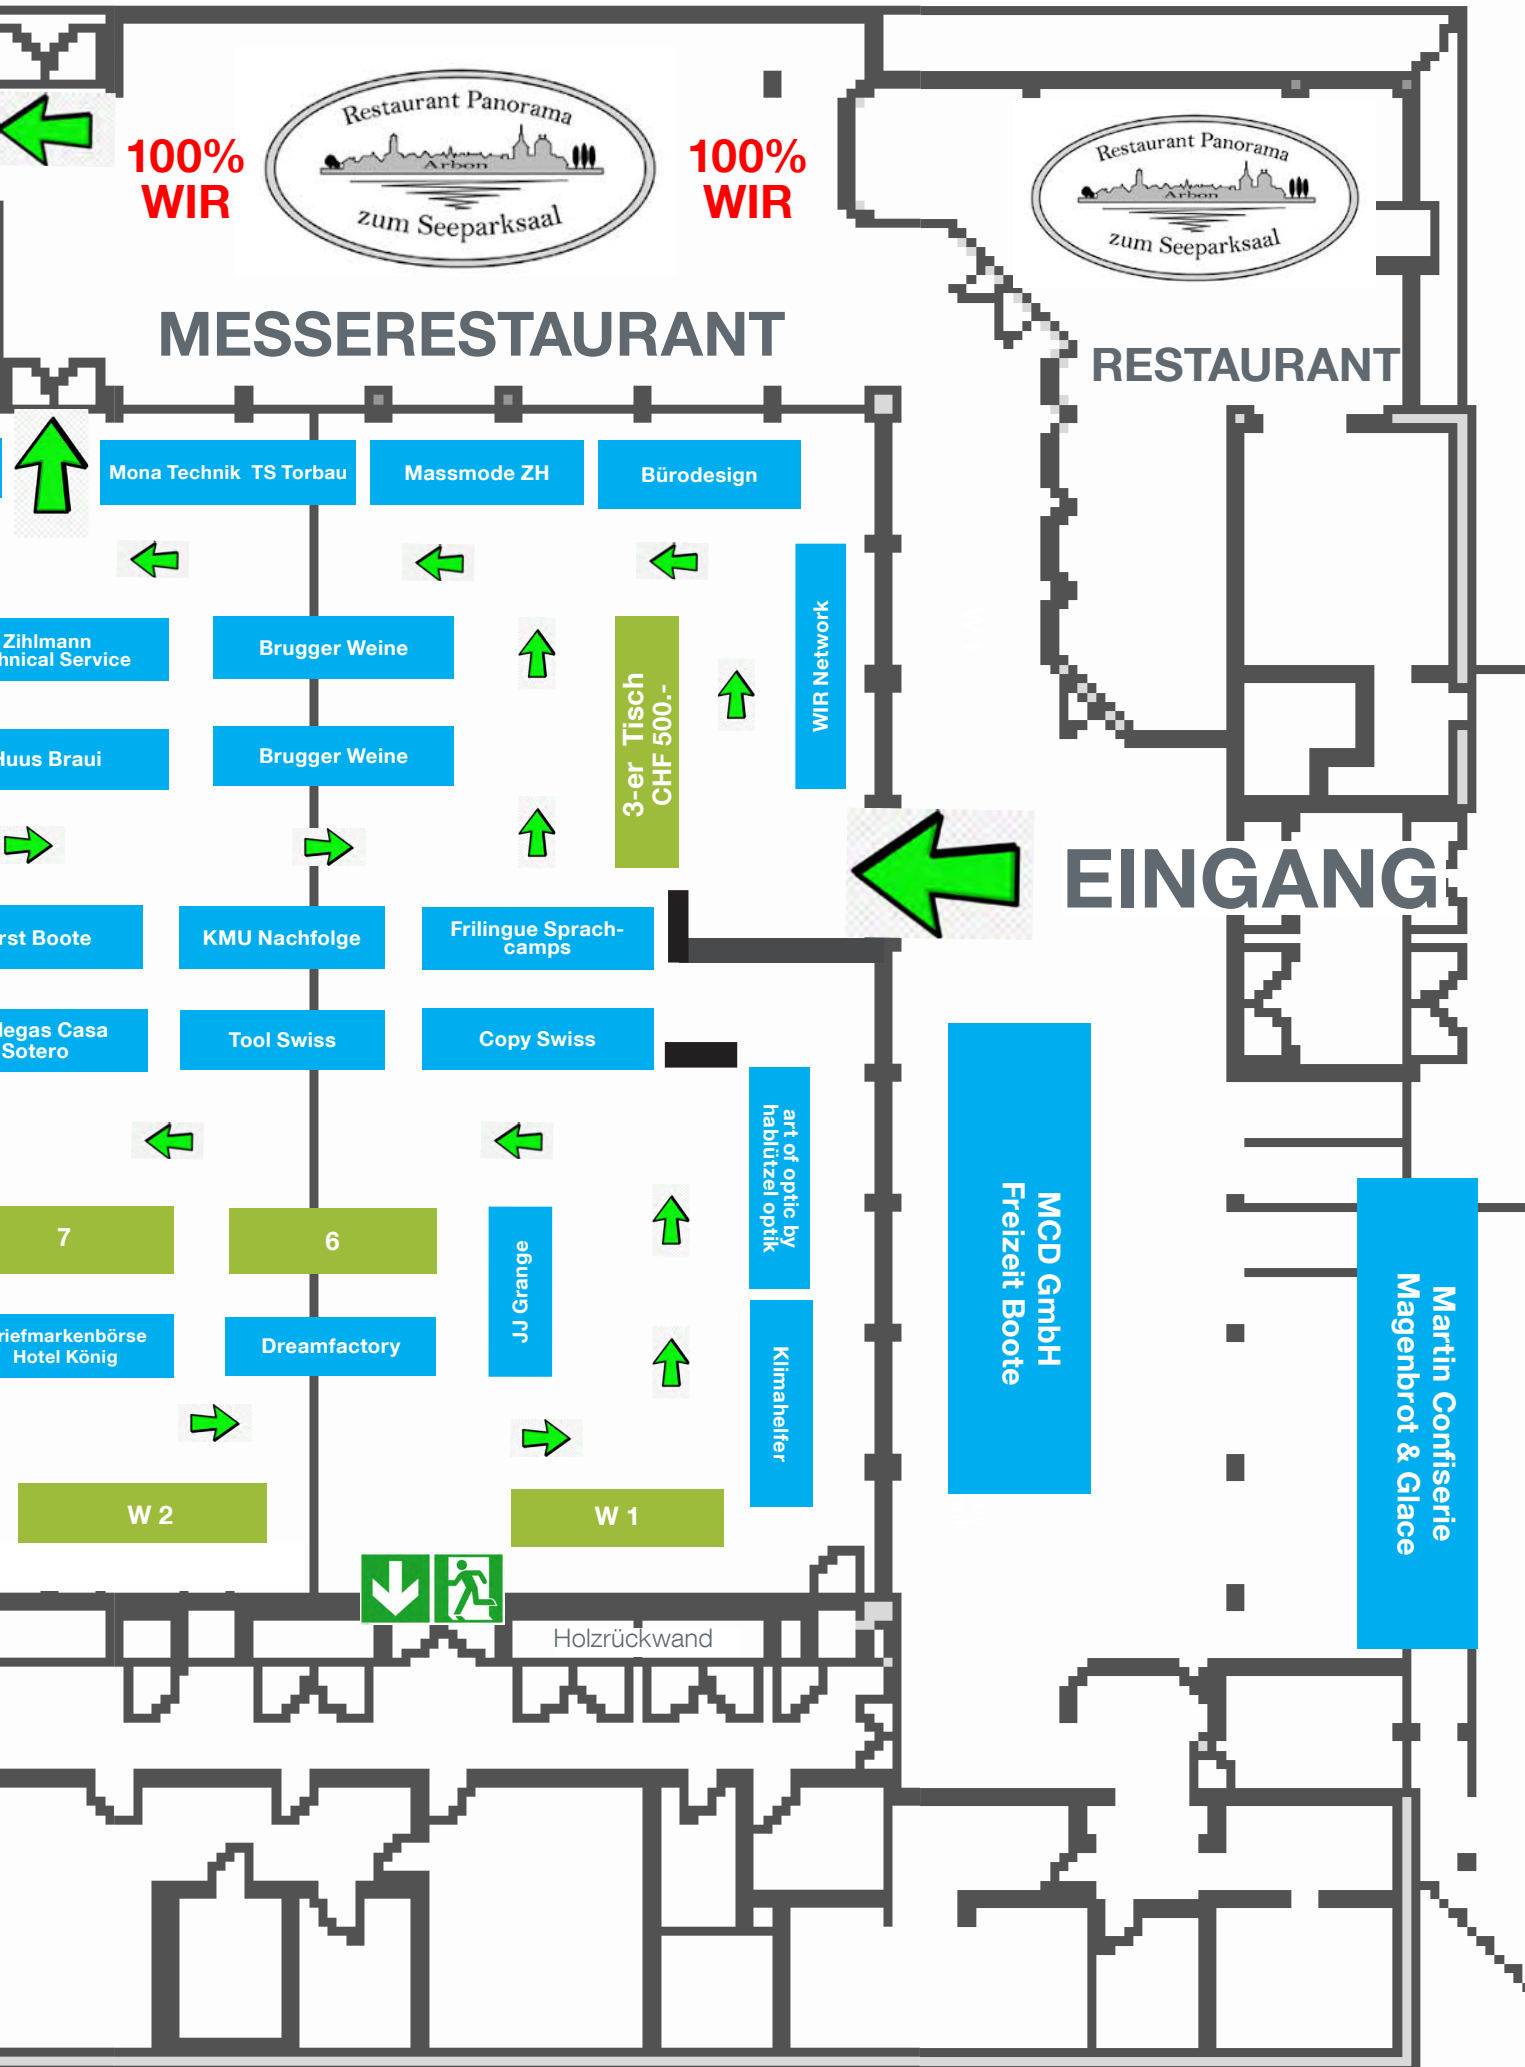 Restaurant Panorama
Arbon
zum Seeparksaal
100%
WIR
100%
WIR
Restaurant Panorama
Arbon
zum Seeparksaal
MESSERESTAURANT
RESTAURANT
Mona Technik TS Torbau
Massmode ZH
Bürodesign
WIR Network
Zihlmann
hnical Service
Brugger Weine
3-er Tisch
CHF 500.-
Huus Braui
Brugger Weine
EINGANG
rst Boote
KMU Nachfolge
Frilingue Sprach-
camps
legas Casa
Sotero
Tool Swiss
Copy Swiss
art of optic by
hablützel optik
MCD GmbH
Freizeit Boote
Martin Confiserie
Magenbrot & Glace
7
6
JJ Grange
riefmarkenbörse
Hotel König
Dreamfactory
Klimahelfer
W 2
W 1
Holzrückwand